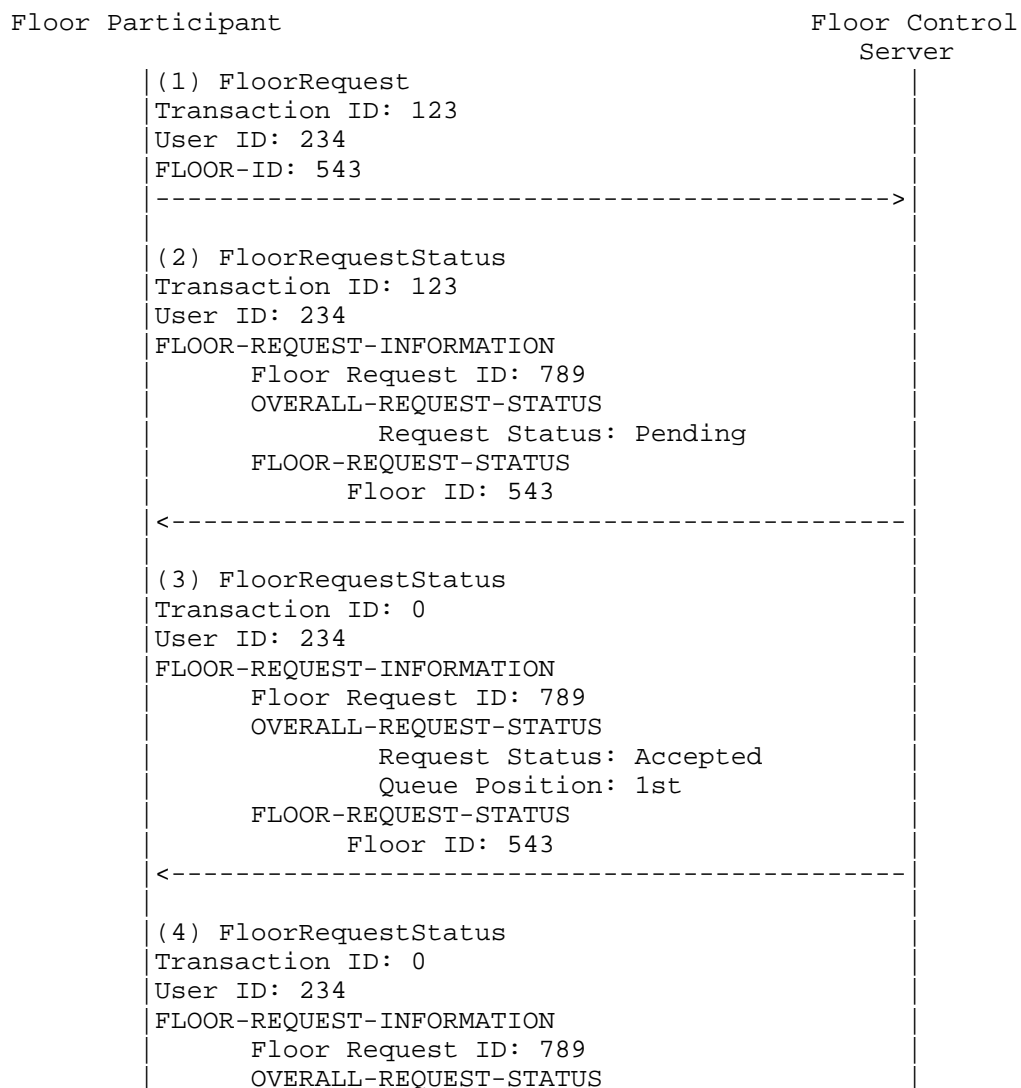 Floor Participant                                 Floor Control
                                                     Server
        |(1) FloorRequest                               |
        |Transaction ID: 123                            |
        |User ID: 234                                   |
        |FLOOR-ID: 543                                  |
        |---------------------------------------------->|
        |                                               |
        |(2) FloorRequestStatus                         |
        |Transaction ID: 123                            |
        |User ID: 234                                   |
        |FLOOR-REQUEST-INFORMATION                      |
        |      Floor Request ID: 789                    |
        |      OVERALL-REQUEST-STATUS                   |
        |              Request Status: Pending          |
        |      FLOOR-REQUEST-STATUS                     |
        |            Floor ID: 543                      |
        |<----------------------------------------------|
        |                                               |
        |(3) FloorRequestStatus                         |
        |Transaction ID: 0                              |
        |User ID: 234                                   |
        |FLOOR-REQUEST-INFORMATION                      |
        |      Floor Request ID: 789                    |
        |      OVERALL-REQUEST-STATUS                   |
        |              Request Status: Accepted         |
        |              Queue Position: 1st              |
        |      FLOOR-REQUEST-STATUS                     |
        |            Floor ID: 543                      |
        |<----------------------------------------------|
        |                                               |
        |(4) FloorRequestStatus                         |
        |Transaction ID: 0                              |
        |User ID: 234                                   |
        |FLOOR-REQUEST-INFORMATION                      |
        |      Floor Request ID: 789                    |
        |      OVERALL-REQUEST-STATUS                   |